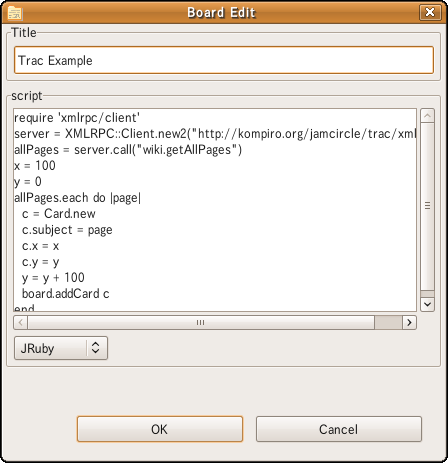 Board Edit
Title
Trac Example
script
require 'xmlrpc/client'
server = XMLRPC::Client.new2("http://kompiro.org/jamcircle/trac/xml
allPages = server.call("wiki.getAllPages")
x = 100
y = 0
allPages.each do |page|
  c = Card.new
  c.subject = page
  c.x = x
  c.y = y
  y = y + 100
  board.addCard c
end
JRuby
OK Cancel